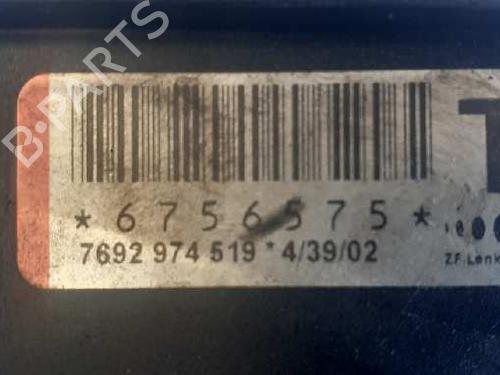 B-PARTS
T
*6756575*
7692 974 519 * 4/39/02
ZF Lenk